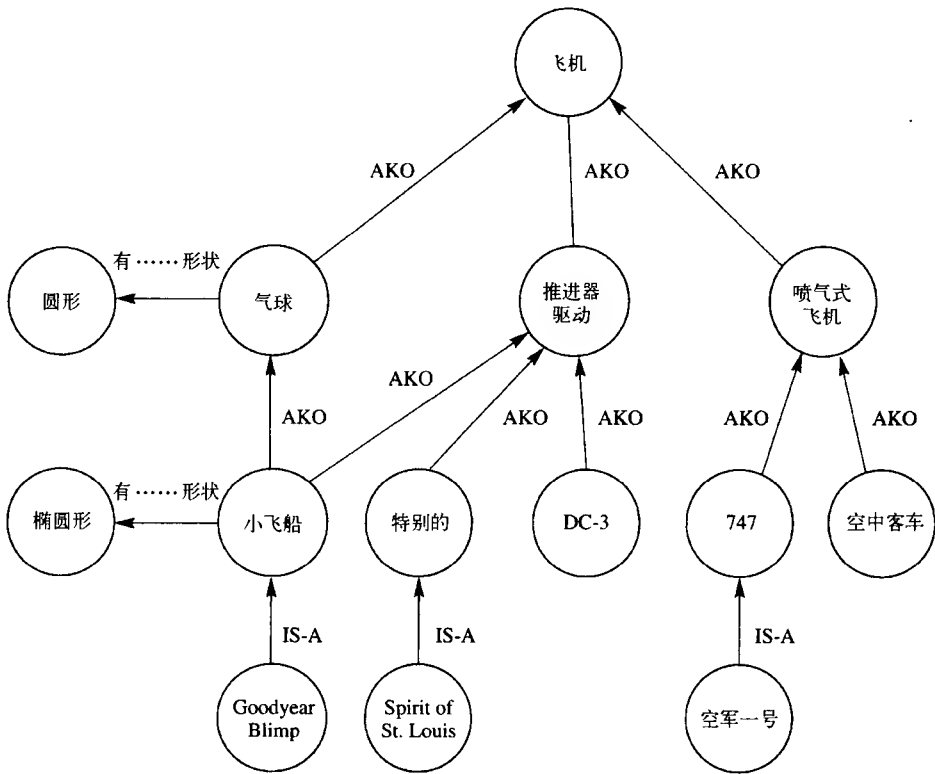 飞机
AKO
AKO
AKO
有……形状
圆形
气球
推进器
驱动
喷气式
飞机
AKO
AKO
AKO
AKO
AKO
AKO
有……形状
椭圆形
小飞船
特别的
DC-3
747
空中客车
IS-A
IS-A
IS-A
Goodyear
Blimp
Spirit of
St. Louis
空军一号